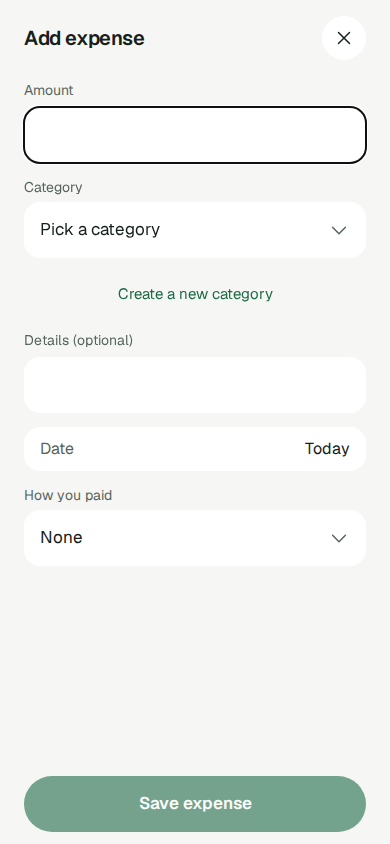 Add expense
Amount
Category
Pick a category
Create a new category
Details (optional)
Date Today
How you paid
None
Save expense